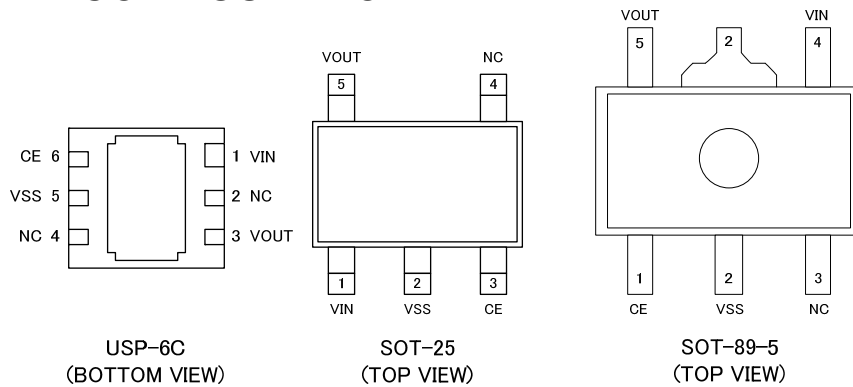 CE 6
VSS 5
NC 4
1 VIN
2 NC
3 VOUT
USP-6C
(BOTTOM VIEW)
VOUT
NC
5
4
1
2
3
VIN
VSS
CE
SOT-25
(TOP VIEW)
VOUT
VIN
5
2
4
1
2
3
CE
VSS
NC
SOT-89-5
(TOP VIEW)